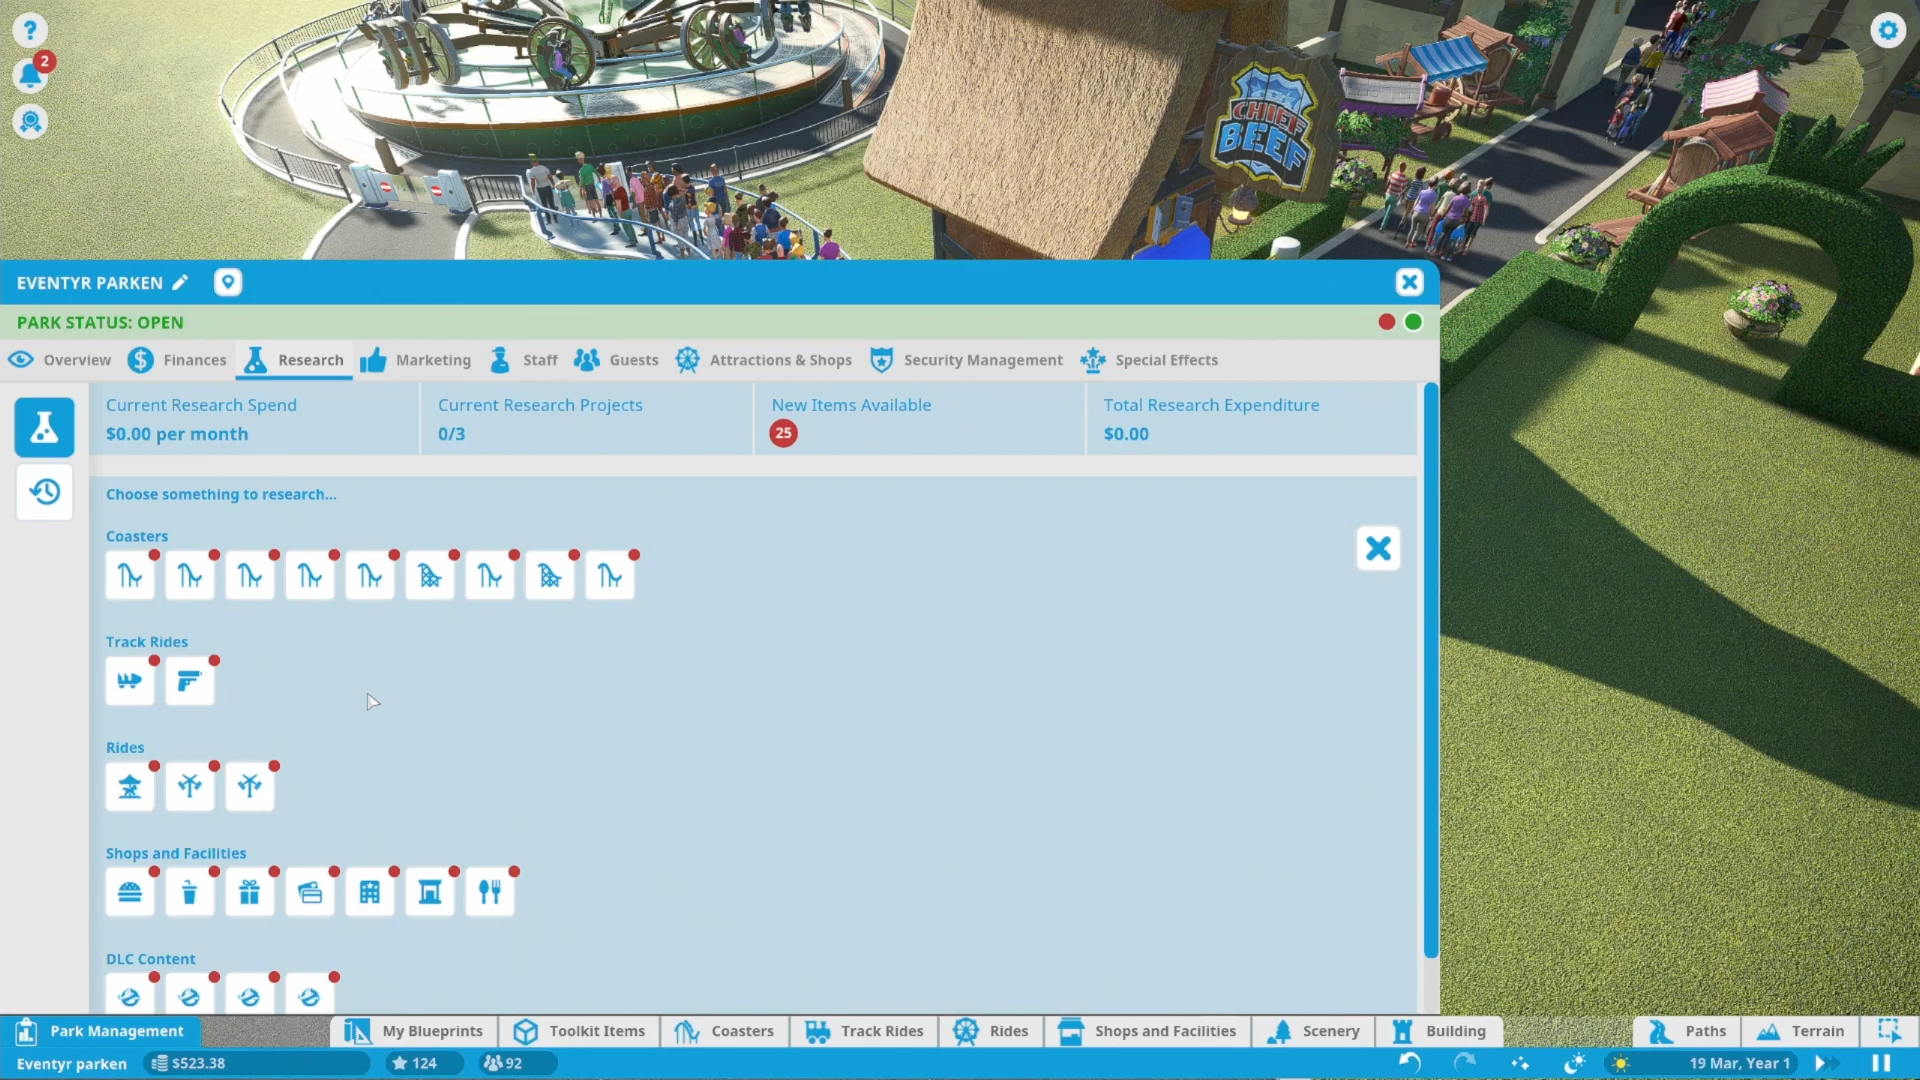 ?
2
CHIEF
BEEF
EVENTYR PARKEN
PARK STATUS: OPEN
Overview Finances Research Marketing Staff Guests Attractions & Shops Security Management Special Effects
Current Research Spend
$0.00 per month
Current Research Projects
0/3
New Items Available
25
Total Research Expenditure
$0.00
Choose something to research...
Coasters
Track Rides
Rides
Shops and Facilities
DLC Content
Park Management My Blueprints Toolkit Items Coasters Track Rides Rides Shops and Facilities Scenery Building Paths Terrain
Eventyr parken $523.38 124 92 19 Mar, Year 1